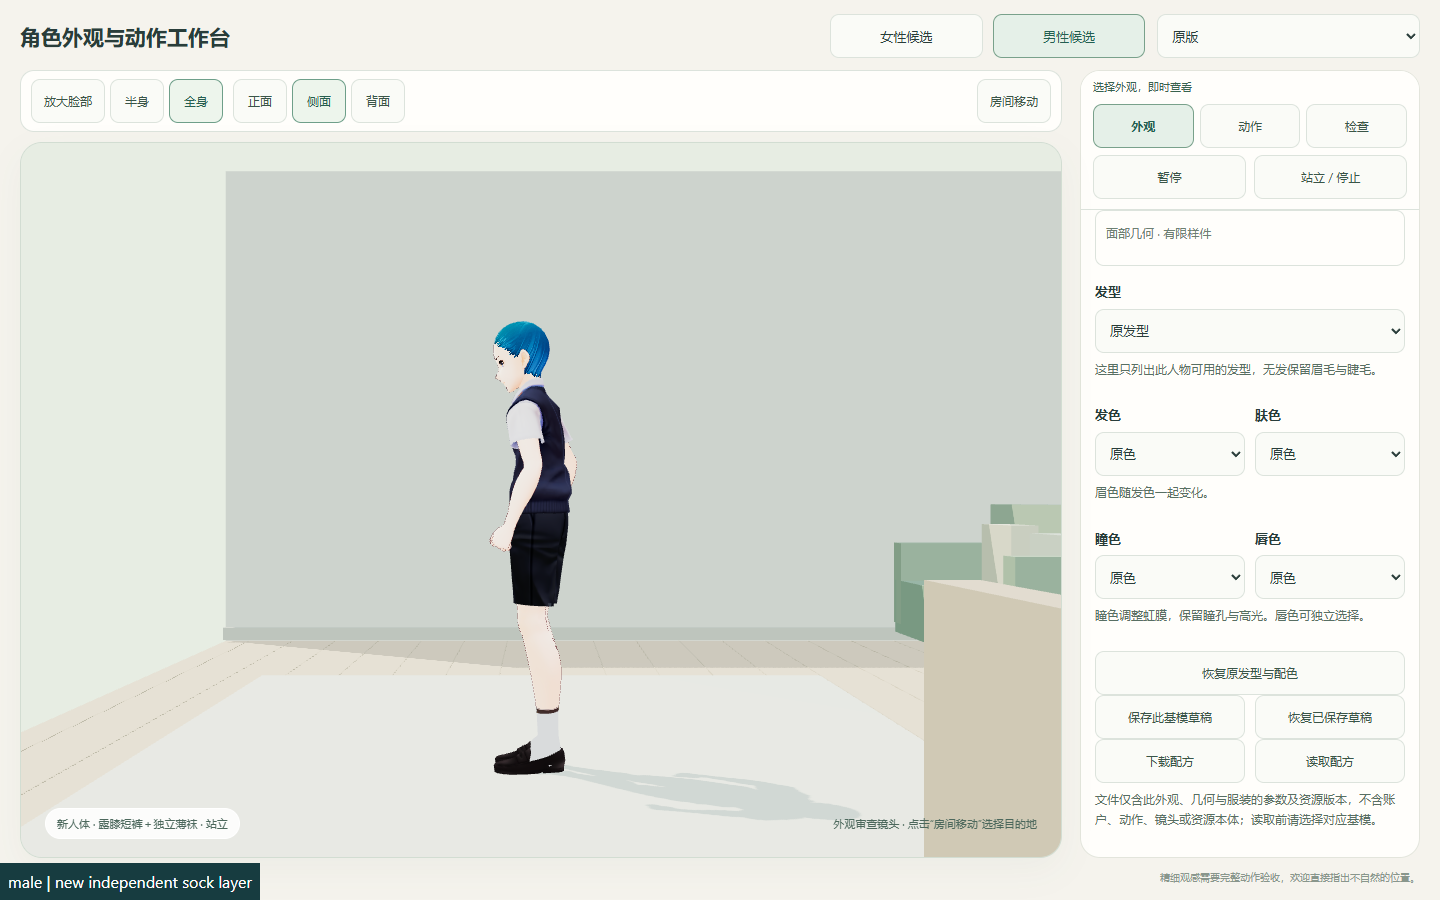 角色外观与动作工作台
女性候选
男性候选
原版
放大脸部
半身
全身
正面
侧面
背面
房间移动
选择外观，即时查看
外观
动作
检查
暂停
站立 / 停止
面部几何 · 有限样件
发型
原发型
这里只列出此人物可用的发型，无发保留眉毛与睫毛。
发色
肤色
原色
原色
眉色随发色一起变化。
瞳色
唇色
原色
原色
瞳色调整虹膜，保留瞳孔与高光。唇色可独立选择。
恢复原发型与配色
保存此基模草稿
恢复已保存草稿
下载配方
读取配方
文件仅含此外观、几何与服装的参数及资源版本，不含账
户、动作、镜头或资源本体；读取前请选择对应基模。
新人体 · 露膝短裤 + 独立薄袜 · 站立
外观审查镜头 · 点击“房间移动”选择目的地
male | new independent sock layer
精细观感需要完整动作验收，欢迎直接指出不自然的位置。